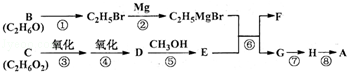 B —①→ C₂H₅Br —Mg ②→ C₂H₅MgBr → F
(C₂H₆O)
⑥
C —氧化 ③→ —氧化 ④→ D —CH₃OH ⑤→ E → G —⑦→ H —⑧→ A
(C₂H₆O₂)